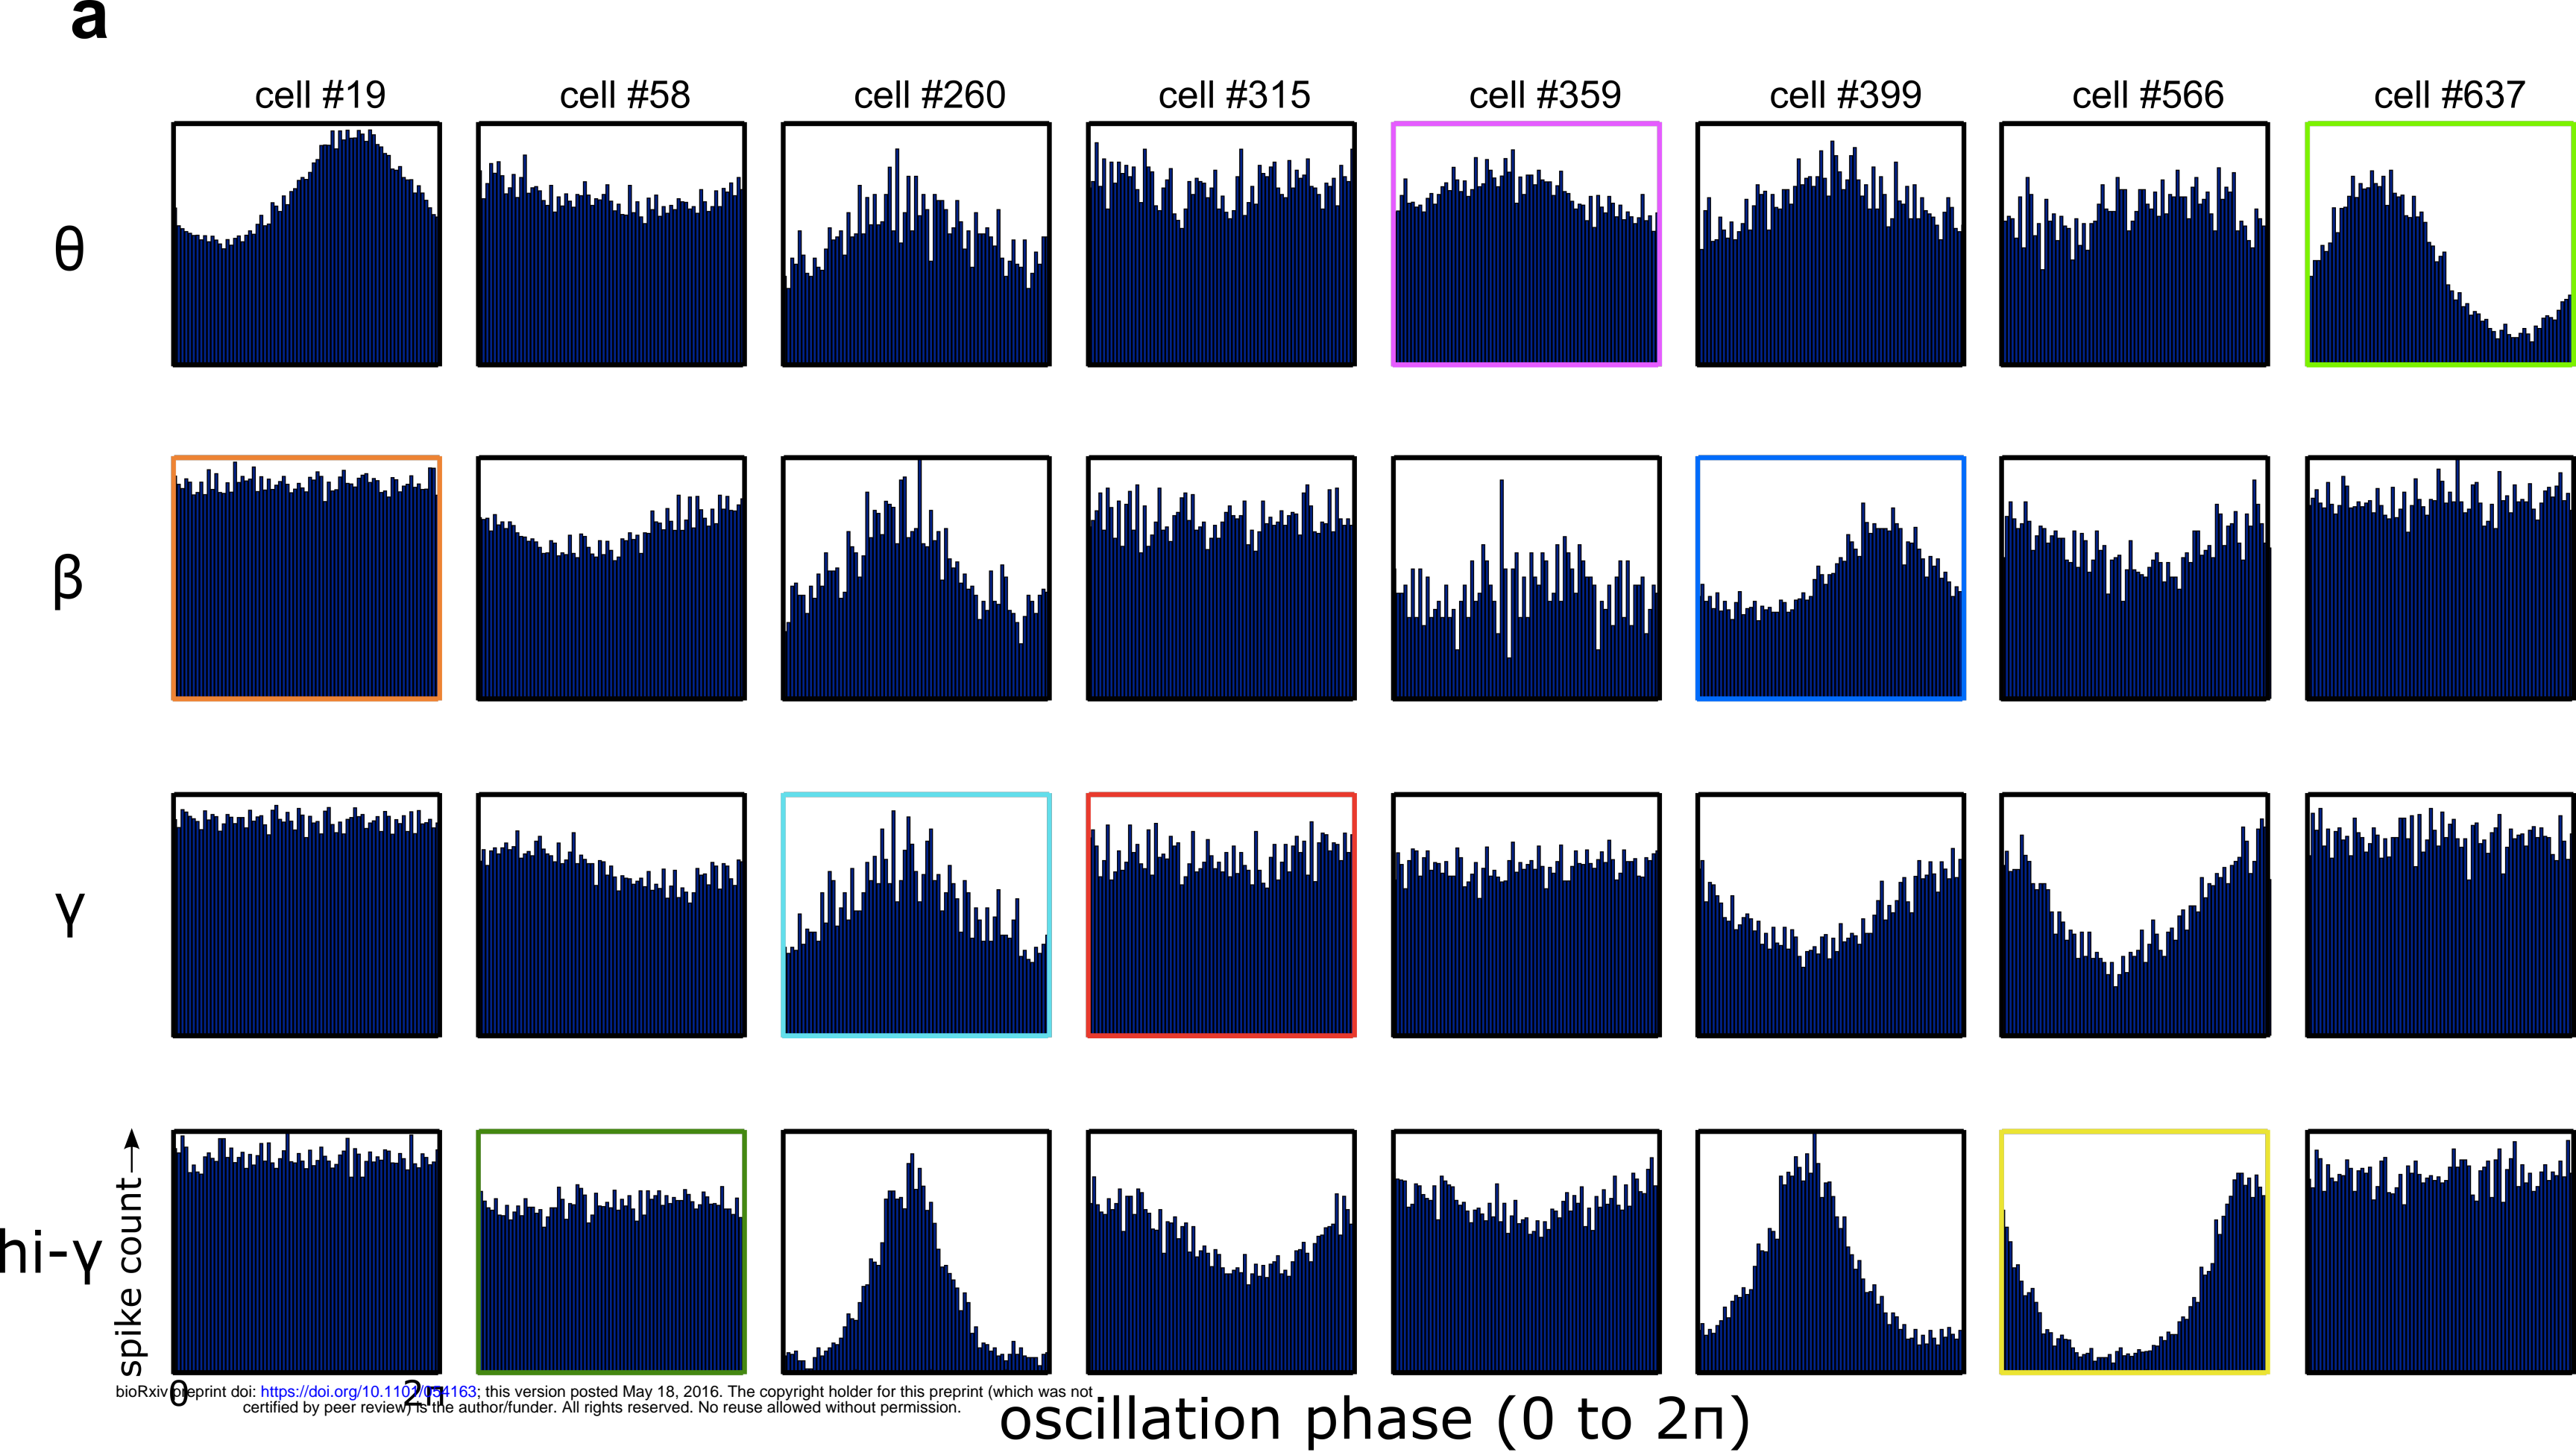 a
cell #19 cell #58 cell #260 cell #315 cell #359 cell #399 cell #566 cell #637
θ
β
γ
hi-γ
spike count→
0 2π
bioRxiv preprint doi: https://doi.org/10.1101/054163; this version posted May 18, 2016. The copyright holder for this preprint (which was not
certified by peer review) is the author/funder. All rights reserved. No reuse allowed without permission.
oscillation phase (0 to 2π)